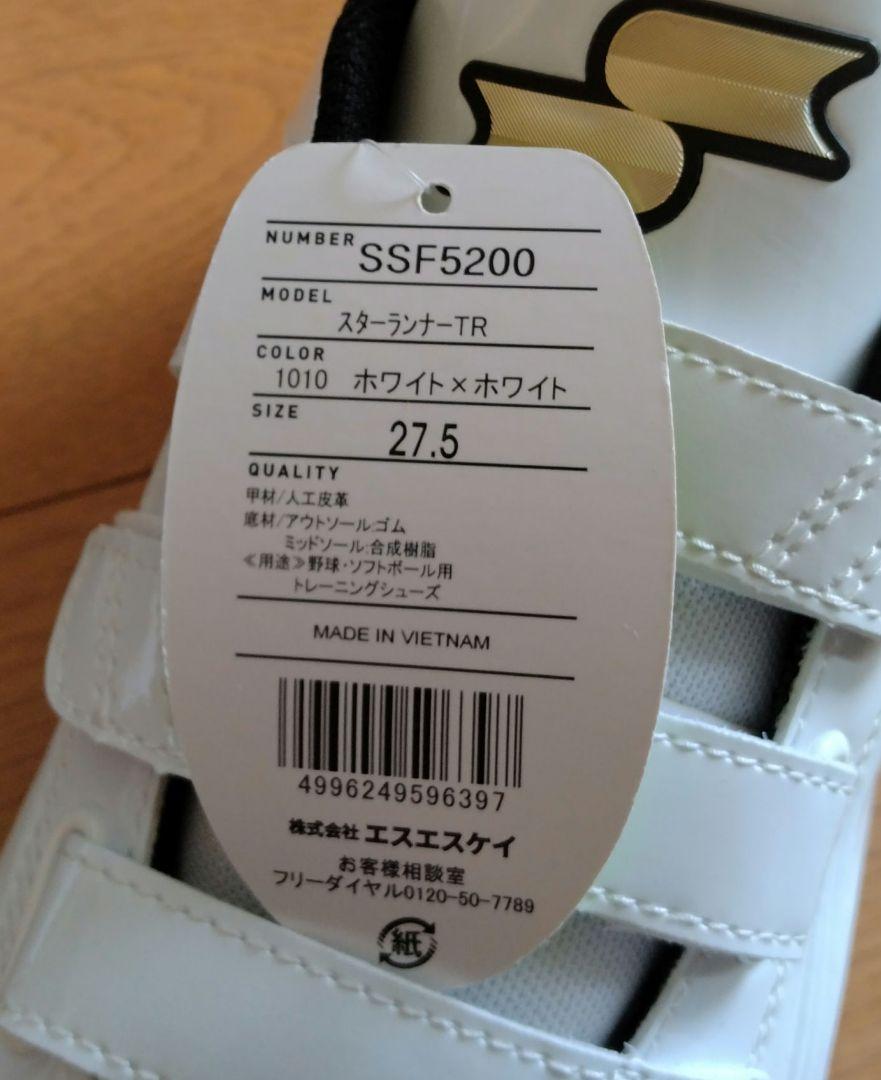 NUMBER SSF5200
MODEL
スターランナーTR
COLOR
1010 ホワイト×ホワイト
SIZE
27.5
QUALITY
甲材/人工皮革
底材/アウトソール:ゴム
ミッドソール:合成樹脂
≪用途≫野球・ソフトボール用
トレーニングシューズ
MADE IN VIETNAM
4996249596397
株式会社 エスエスケイ
お客様相談室
フリーダイヤル0120-50-7789
紙